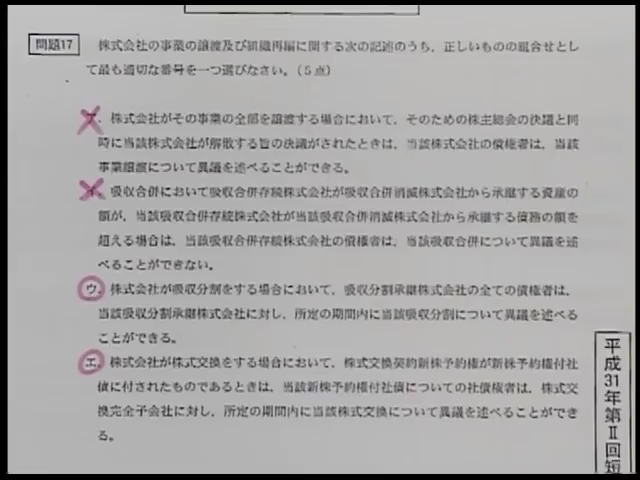 問題17 株式会社の事業の譲渡及び組織再編に関する次の記述のうち、正しいものの組合せとし
て最も適切な番号を一つ選びなさい。（5点）
ア. 株式会社がその事業の全部を譲渡する場合において、そのための株主総会の決議と同
時に当該株式会社が解散する旨の決議がされたときは、当該株式会社の債権者は、当該
事業譲渡について異議を述べることができる。
イ. 吸収合併において吸収合併存続株式会社が吸収合併消滅株式会社から承継する資産の
額が、当該吸収合併存続株式会社が当該吸収合併消滅株式会社から承継する債務の額を
超える場合は、当該吸収合併存続株式会社の債権者は、当該吸収合併について異議を述
べることができない。
ウ. 株式会社が吸収分割をする場合において、吸収分割承継株式会社の全ての債権者は、
当該吸収分割承継株式会社に対し、所定の期間内に当該吸収分割について異議を述べる
ことができる。
エ. 株式会社が株式交換をする場合において、株式交換契約新株予約権が新株予約権付社
債に付されたものであるときは、当該新株予約権付社債についての社債権者は、株式交
換完全子会社に対し、所定の期間内に当該株式交換について異議を述べることができ
る。
平成31年第Ⅱ回短